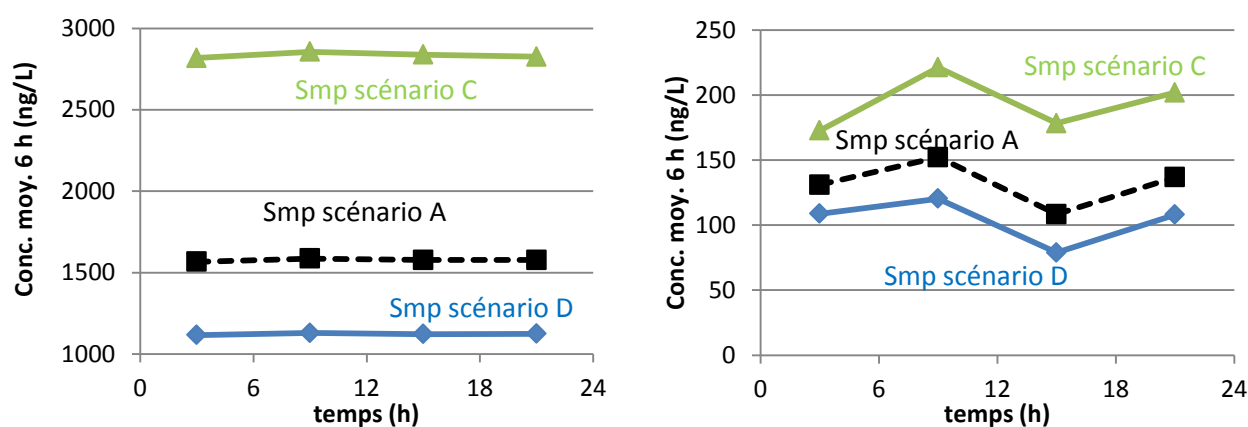 Conc. moy. 6 h (ng/L)
3000
2500
2000
1500
1000
Smp scénario C
Smp scénario A
Smp scénario D
0
6
12
18
24
temps (h)
Conc. moy. 6 h (ng/L)
250
200
150
100
50
0
Smp scénario C
Smp scénario A
Smp scénario D
0
6
12
18
24
temps (h)